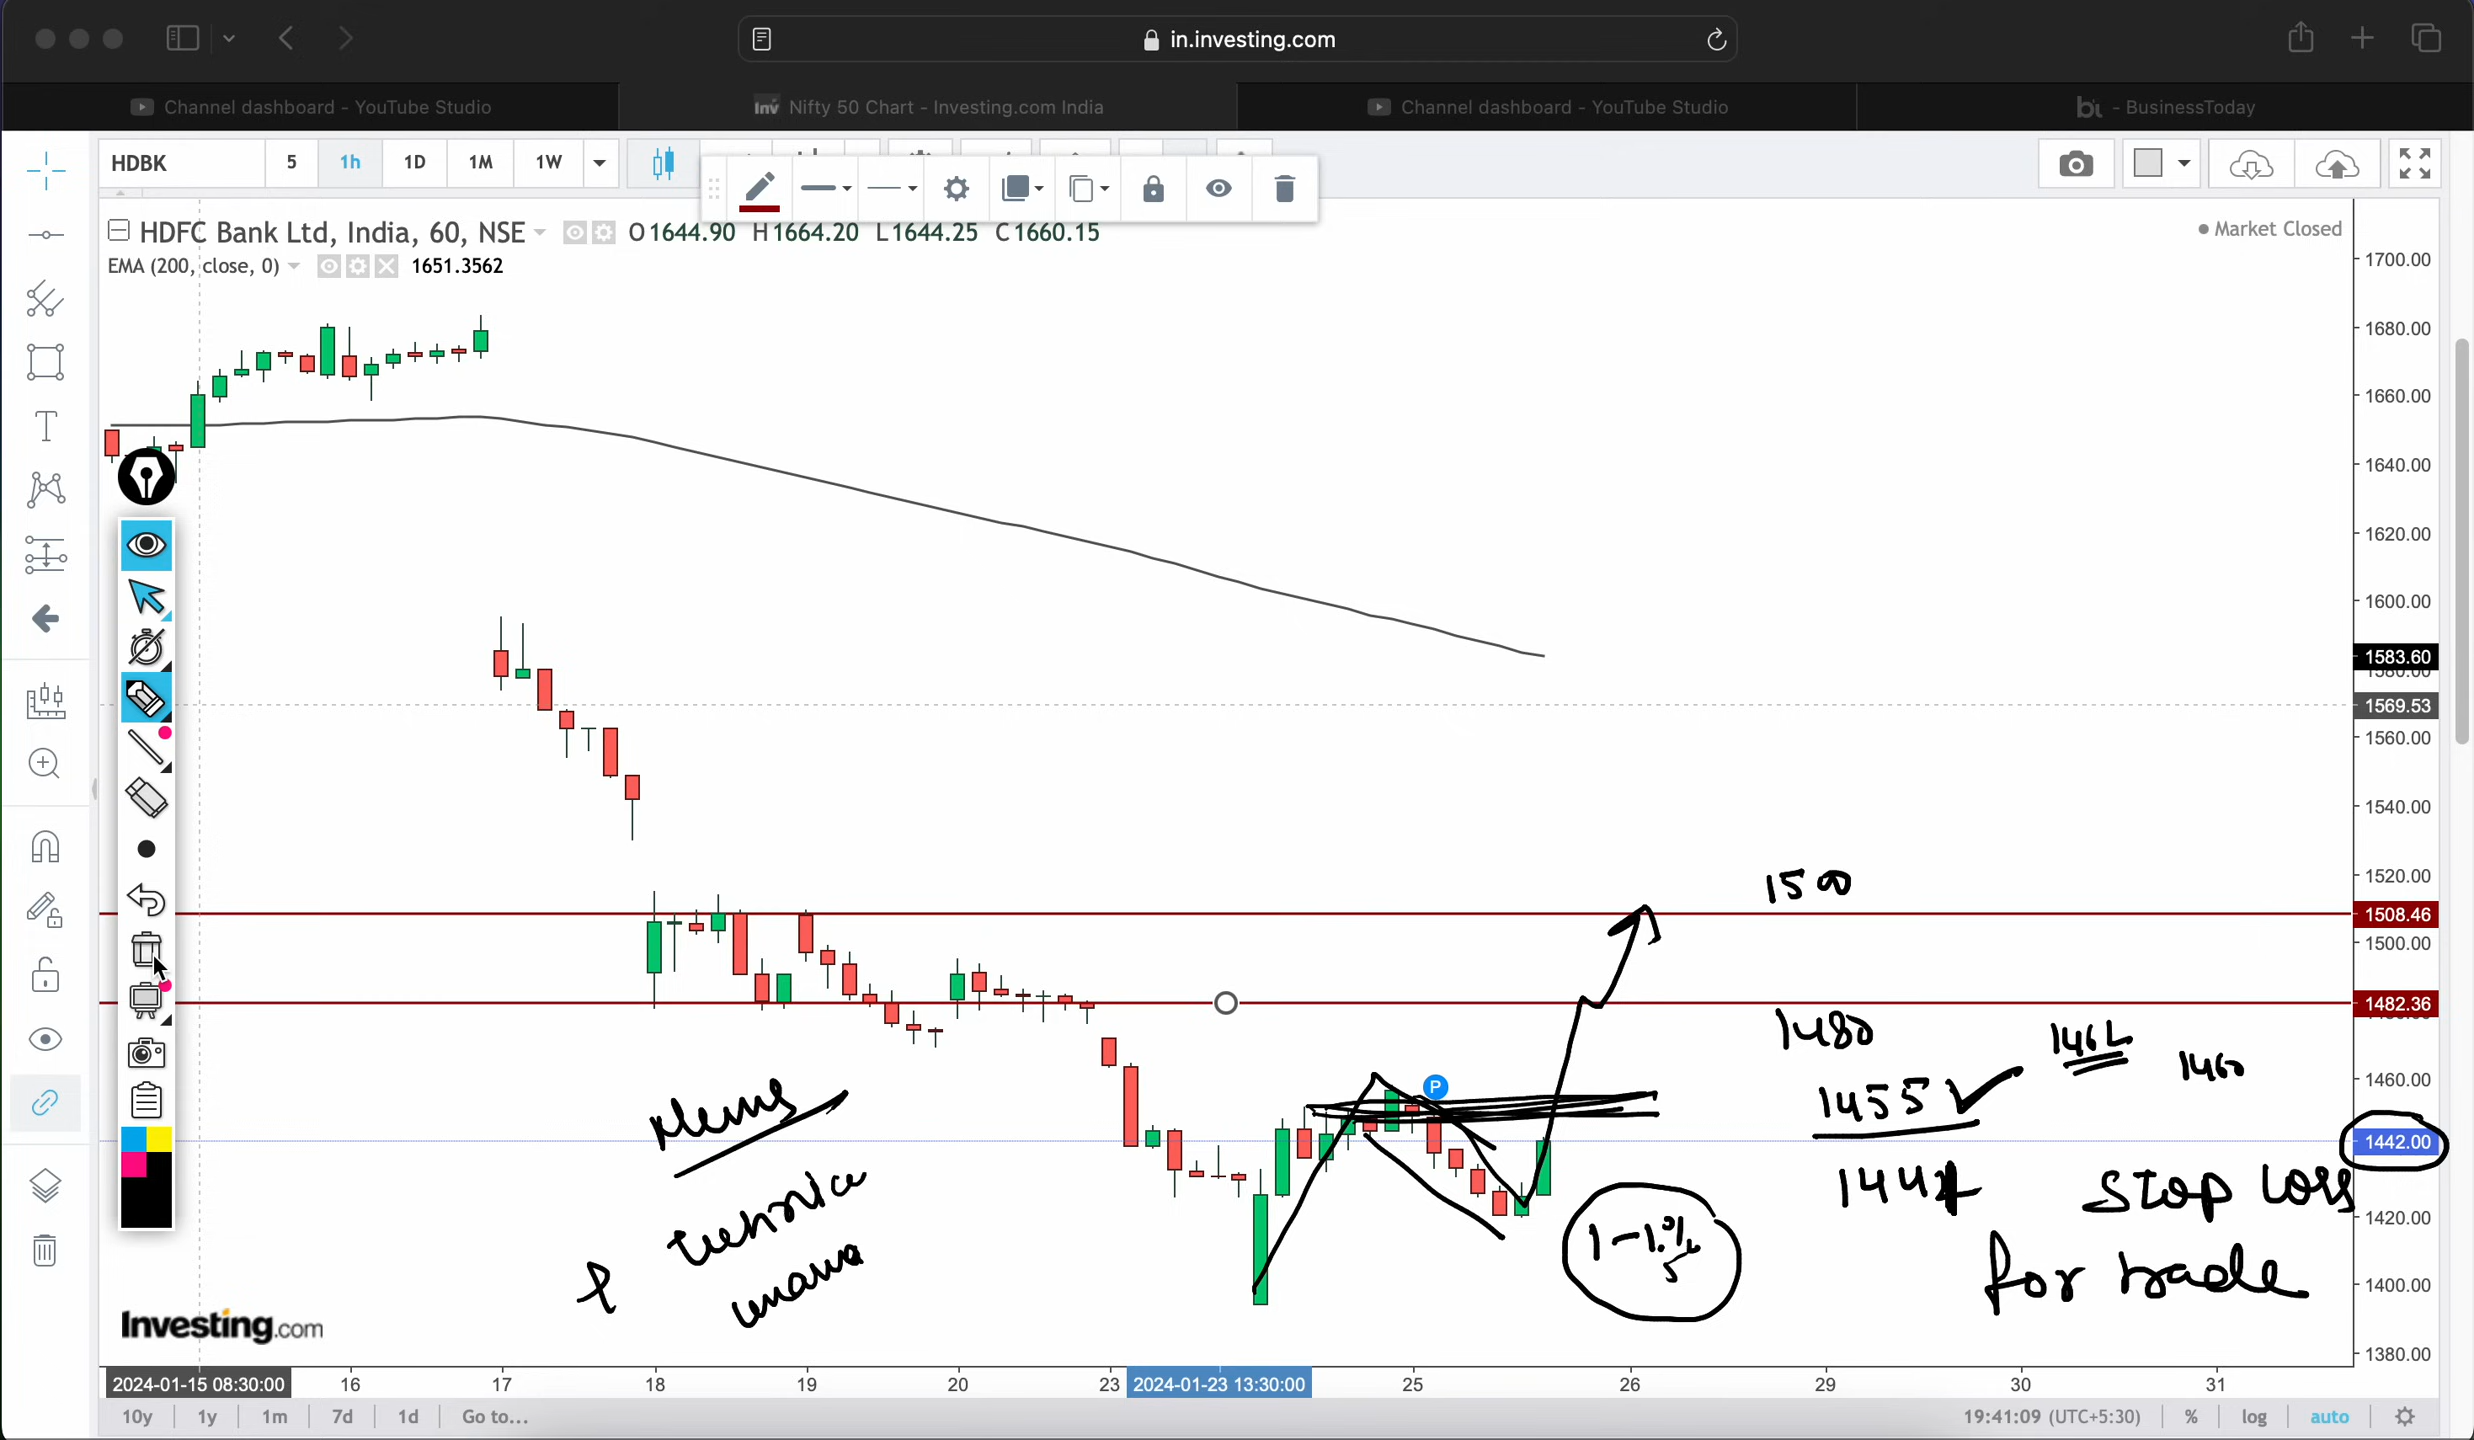 in.investing.com
Channel dashboard - YouTube Studio
Inv Nifty 50 Chart - Investing.com India
Channel dashboard - YouTube Studio
- BusinessToday
HDBK 5 1h 1D 1M 1W
HDFC Bank Ltd, India, 60, NSE O1644.90 H1664.20 L1644.25 C1660.15
Market Closed
EMA (200, close, 0) 1651.3562
1700.00
1680.00
1660.00
1640.00
1620.00
1600.00
1583.60
1569.53
1560.00
1540.00
1520.00
1508.46
1500.00
1482.36
1460.00
1442.00
1420.00
1400.00
1380.00
1500
1480
1460
1455
P
stop loss
for trade
1-1.5%
Investing.com
2024-01-15 08:30:00 16 17 18 19 20 23 2024-01-23 13:30:00 25 26 29 30 31
10y 1y 1m 7d 1d Go to... 19:41:09 (UTC+5:30) % log auto